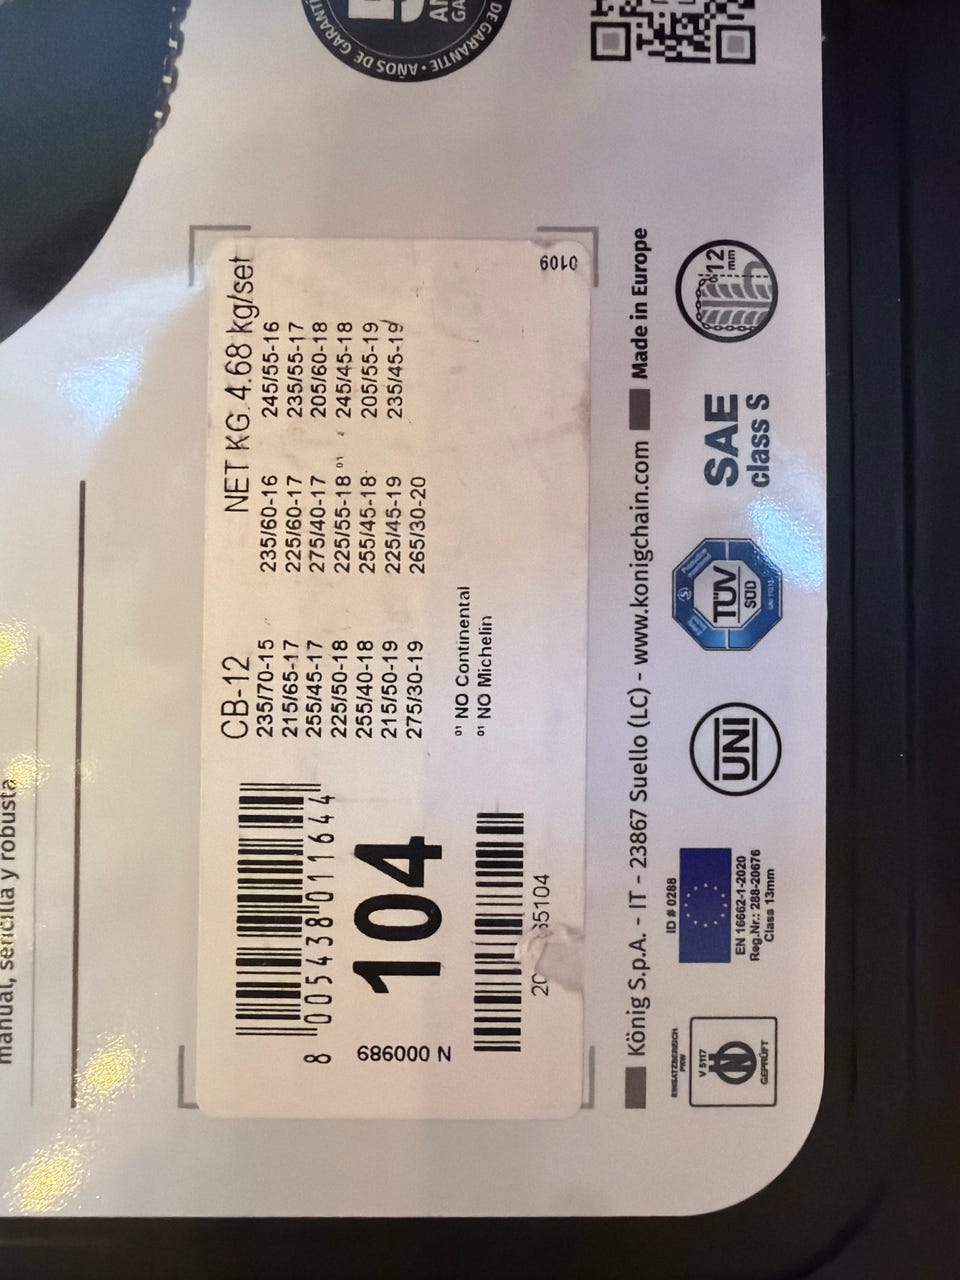 manual, sencilla y robusta
DE GARANTIE • AÑOS DE GARANTÍ
CB-12 NET KG. 4.68 kg/set
235/70-15 235/60-16 245/55-16
215/65-17 225/60-17 235/55-17
255/45-17 275/40-17 205/60-18
225/50-18 225/55-18 01 245/45-18
255/40-18 255/45-18 205/55-19
215/50-19 225/45-19 235/45-19
275/30-19 265/30-20
01 NO Continental
01 NO Michelin
8 005438 011644
104
686000 N
20 65104
0109
König S.p.A. - IT - 23867 Suello (LC) - www.konigchain.com Made in Europe
EINSATZBEREICH
PKW
V 5117
N
GEPRÜFT
ID # 0288
EN 16662-1-2020
Reg.Nr.: 288-20676
Class 13mm
UNI
TÜV
SÜD
SAE
class S
12
mm